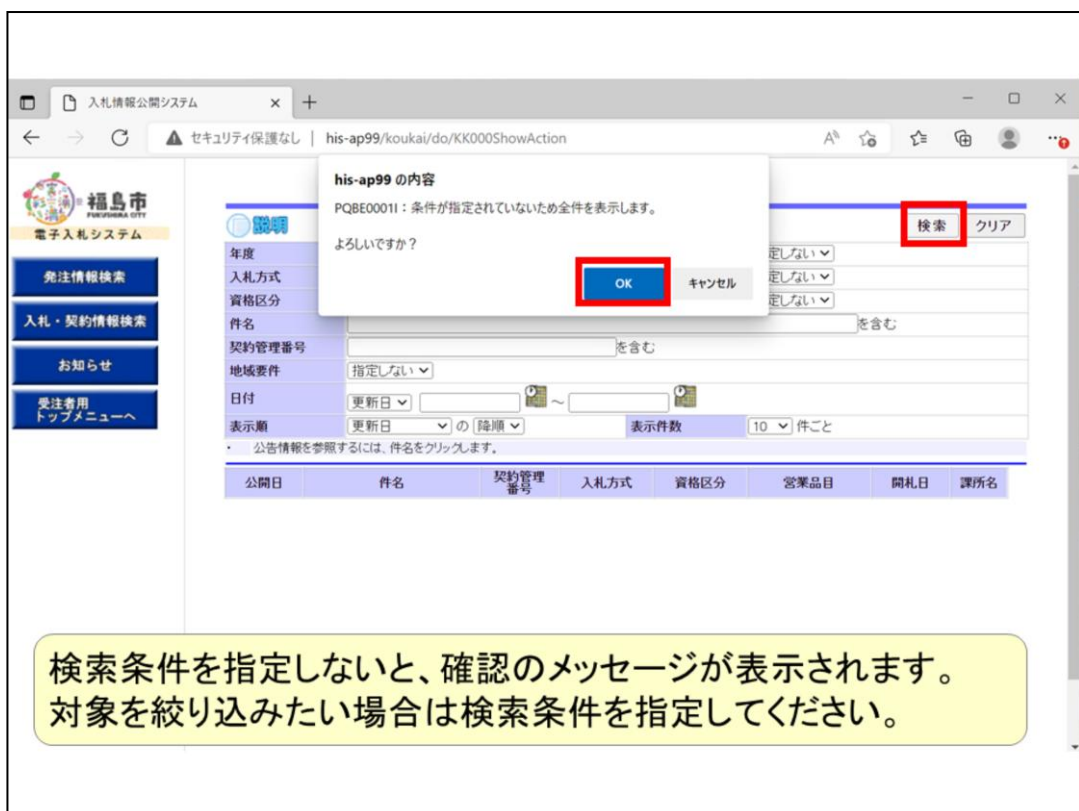 入札情報公開システム
セキュリティ保護なし | his-ap99/koukai/do/KK000ShowAction
his-ap99 の内容
PQBE0001I：条件が指定されていないため全件を表示します。
よろしいですか？
OK キャンセル
福島市
FUKUSHIMA CITY
電子入札システム
発注情報検索
入札・契約情報検索
お知らせ
受注者用
トップメニューへ
説明 検索 クリア
年度 定しない
入札方式 定しない
資格区分 定しない
件名 を含む
契約管理番号 を含む
地域要件 指定しない
日付 更新日 ～
表示順 更新日 の 降順 表示件数 10 件ごと
・ 公告情報を参照するには、件名をクリックします。
公開日 件名 契約管理番号 入札方式 資格区分 営業品目 開札日 課所名
検索条件を指定しないと、確認のメッセージが表示されます。
対象を絞り込みたい場合は検索条件を指定してください。